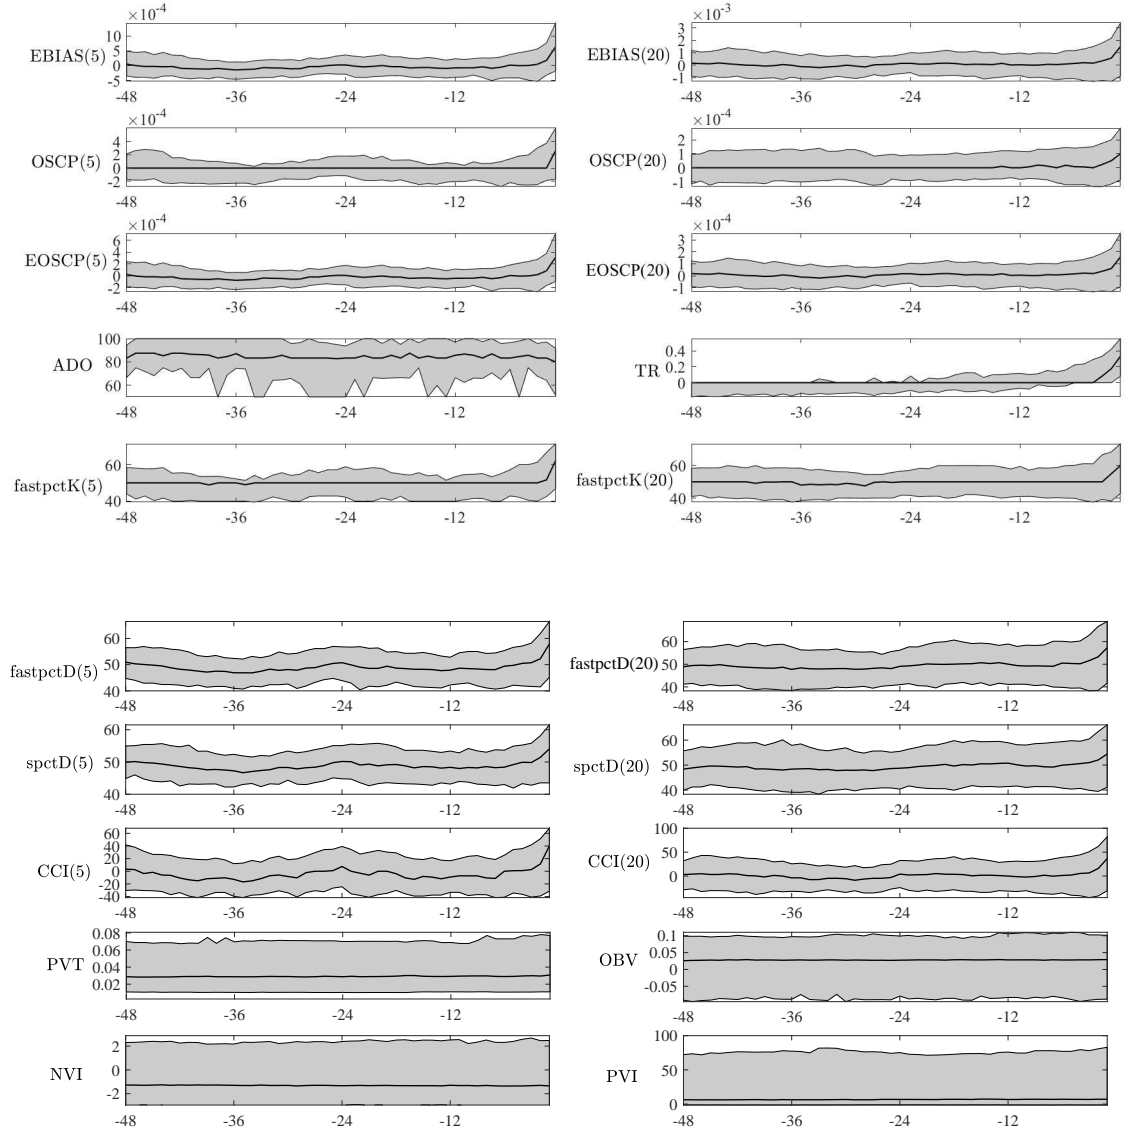 ×10-4 ×10-3
EBIAS(5) 10 5 0 -5 EBIAS(20) 3 2 1 0 -1
-48 -36 -24 -12 -48 -36 -24 -12
×10-4 ×10-4
OSCP(5) 4 2 0 -2 OSCP(20) 2 1 0 -1
-48 -36 -24 -12 -48 -36 -24 -12
×10-4 ×10-4
EOSCP(5) 6 4 2 0 -2 EOSCP(20) 3 2 1 0 -1
-48 -36 -24 -12 -48 -36 -24 -12
ADO 100 80 60 TR 0.4 0.2 0
-48 -36 -24 -12 -48 -36 -24 -12
fastpctK(5) 60 40 fastpctK(20) 60 40
-48 -36 -24 -12 -48 -36 -24 -12
fastpctD(5) 60 50 40 fastpctD(20) 60 50 40
-48 -36 -24 -12 -48 -36 -24 -12
spctD(5) 60 50 40 spctD(20) 60 50 40
-48 -36 -24 -12 -48 -36 -24 -12
CCI(5) 60 40 20 0 -20 -40 CCI(20) 100 50 0
-48 -36 -24 -12 -48 -36 -24 -12
PVT 0.08 0.06 0.04 0.02 OBV 0.1 0.05 0 -0.05
-48 -36 -24 -12 -48 -36 -24 -12
NVI 2 0 -2 PVI 100 50 0
-48 -36 -24 -12 -48 -36 -24 -12